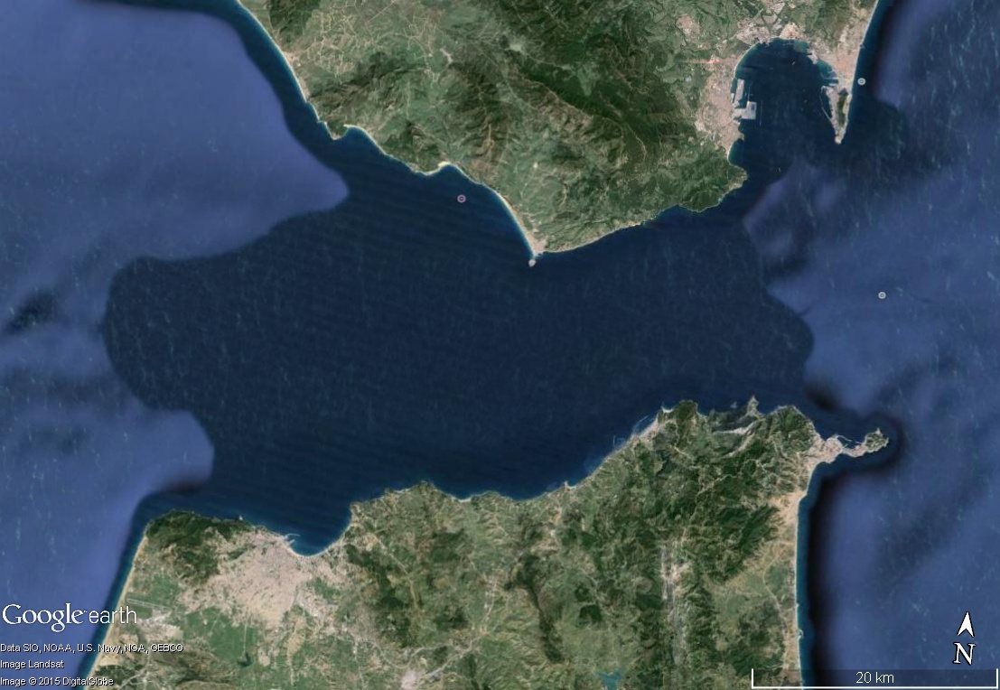 Google earth
Data SIO, NOAA, U.S. Navy, NGA, GEBCO
Image Landsat
Image © 2015 DigitalGlobe
N
20 km